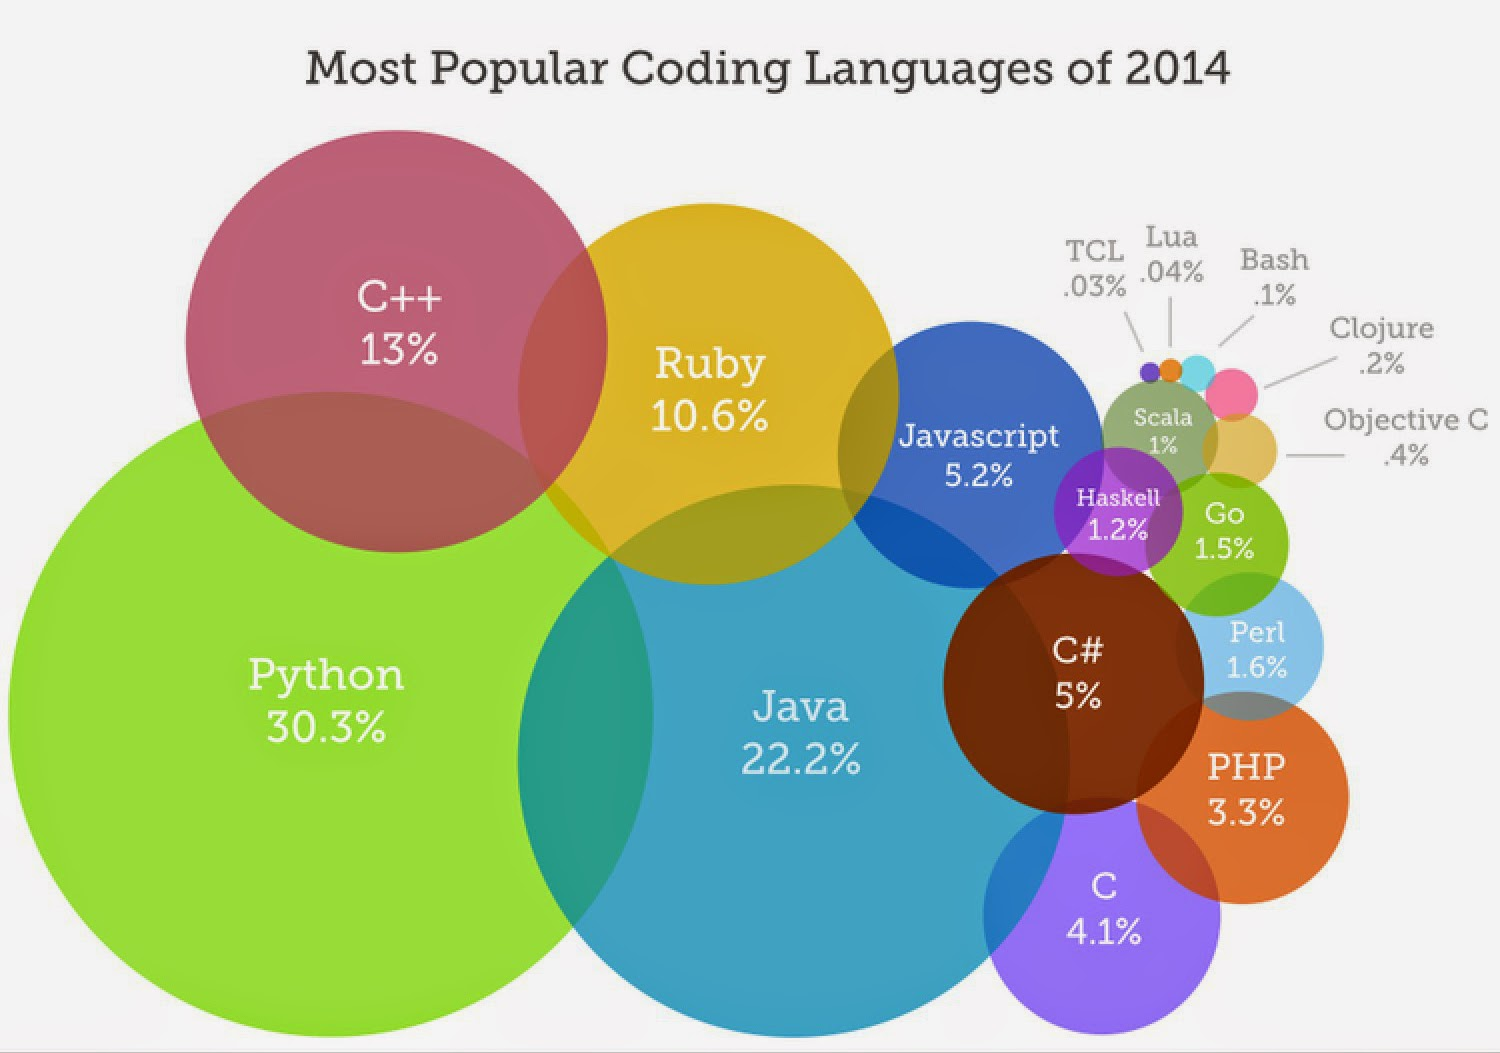 Most Popular Coding Languages of 2014
C++
13%
Ruby
10.6%
Javascript
5.2%
TCL
.03%
Lua
.04%
Bash
.1%
Clojure
.2%
Objective C
.4%
Scala
1%
Haskell
1.2%
Go
1.5%
Perl
1.6%
C#
5%
PHP
3.3%
Python
30.3%
Java
22.2%
C
4.1%